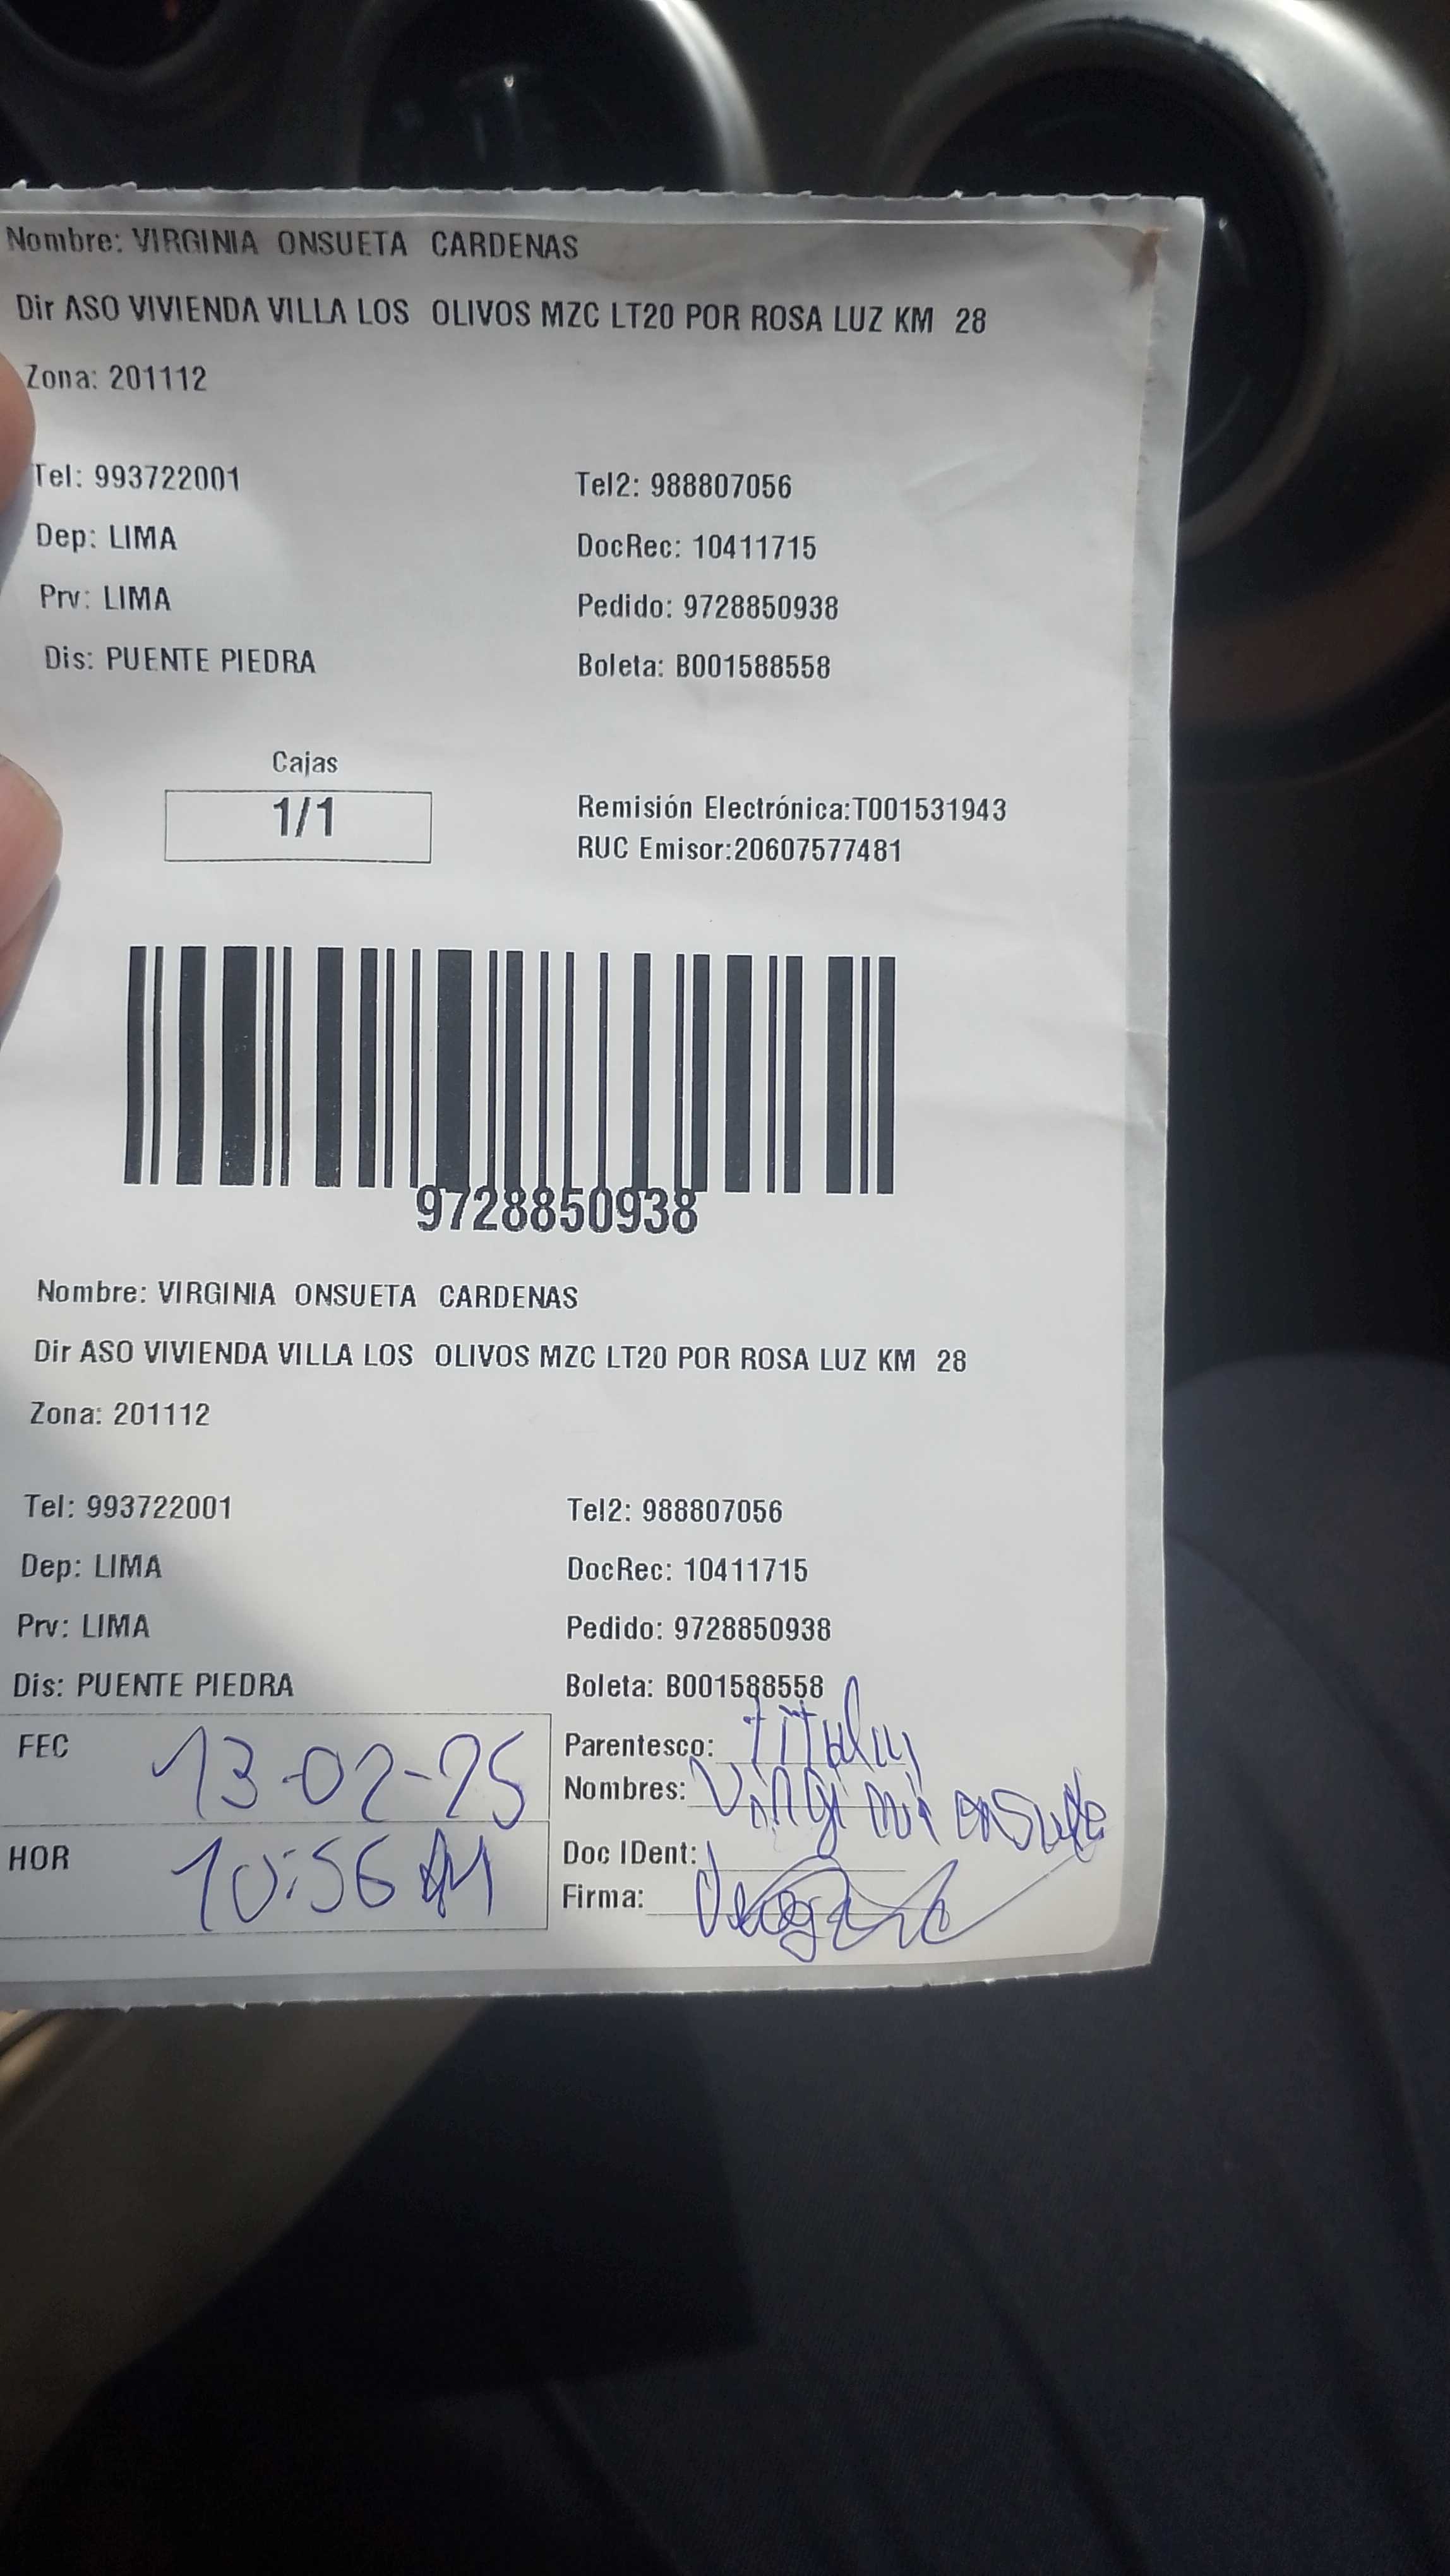 Nombre: VIRGINIA ONSUETA CARDENAS
Dir ASO VIVIENDA VILLA LOS OLIVOS MZC LT20 POR ROSA LUZ KM 28
Zona: 201112
Tel: 993722001 Tel2: 988807056
Dep: LIMA DocRec: 10411715
Prv: LIMA Pedido: 9728850938
Dis: PUENTE PIEDRA Boleta: B001588558
Cajas
1/1
Remisión Electrónica:T001531943
RUC Emisor:20607577481
9728850938
Nombre: VIRGINIA ONSUETA CARDENAS
Dir ASO VIVIENDA VILLA LOS OLIVOS MZC LT20 POR ROSA LUZ KM 28
Zona: 201112
Tel: 993722001 Tel2: 988807056
Dep: LIMA DocRec: 10411715
Prv: LIMA Pedido: 9728850938
Dis: PUENTE PIEDRA Boleta: B001588558
FEC 13-02-25
Parentesco: titular
Nombres: Virginia
HOR 10:56 AM
Doc IDent:
Firma: